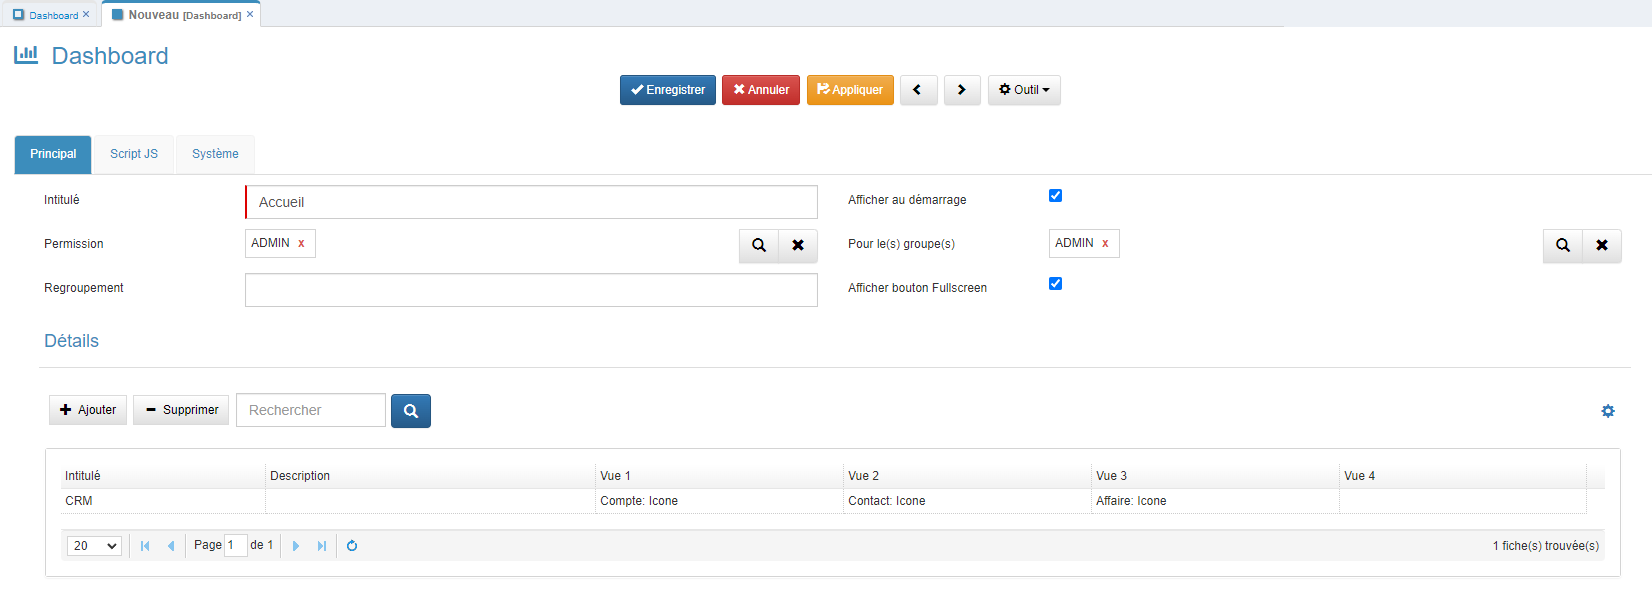 Dashboard × Nouveau [Dashboard] ×
Dashboard
Enregistrer Annuler Appliquer Outil
Principal Script JS Système
Intitulé Accueil Afficher au démarrage
Permission ADMIN x Pour le(s) groupe(s) ADMIN x
Regroupement Afficher bouton Fullscreen
Détails
Ajouter Supprimer Rechercher
Intitulé Description Vue 1 Vue 2 Vue 3 Vue 4
CRM Compte: Icone Contact: Icone Affaire: Icone
20 Page 1 de 1 1 fiche(s) trouvée(s)